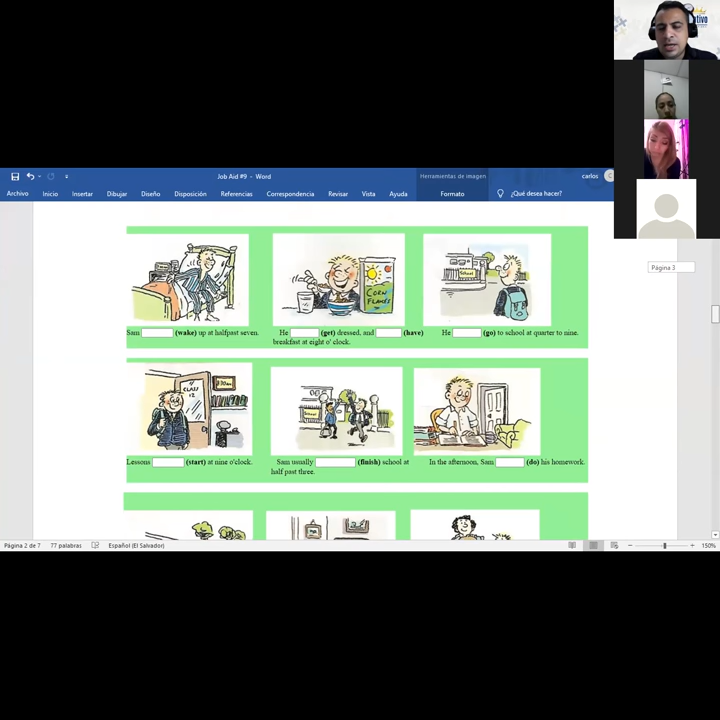 tivo
Job Aid #9 - Word
Herramientas de imagen
carlos
Archivo
Inicio
Insertar
Dibujar
Diseño
Disposición
Referencias
Correspondencia
Revisar
Vista
Ayuda
Formato
¿Qué desea hacer?
Página 3
School
CORN
FLAKES
Sam (wake) up at halfpast seven.
He (get) dressed, and (have)
breakfast at eight o' clock.
He (go) to school at quarter to nine.
CLASS
12
School
Lessons (start) at nine o'clock.
Sam usually (finish) school at
half past three.
In the afternoon, Sam (do) his homework.
Página 2 de 7
77 palabras
Español (El Salvador)
150%